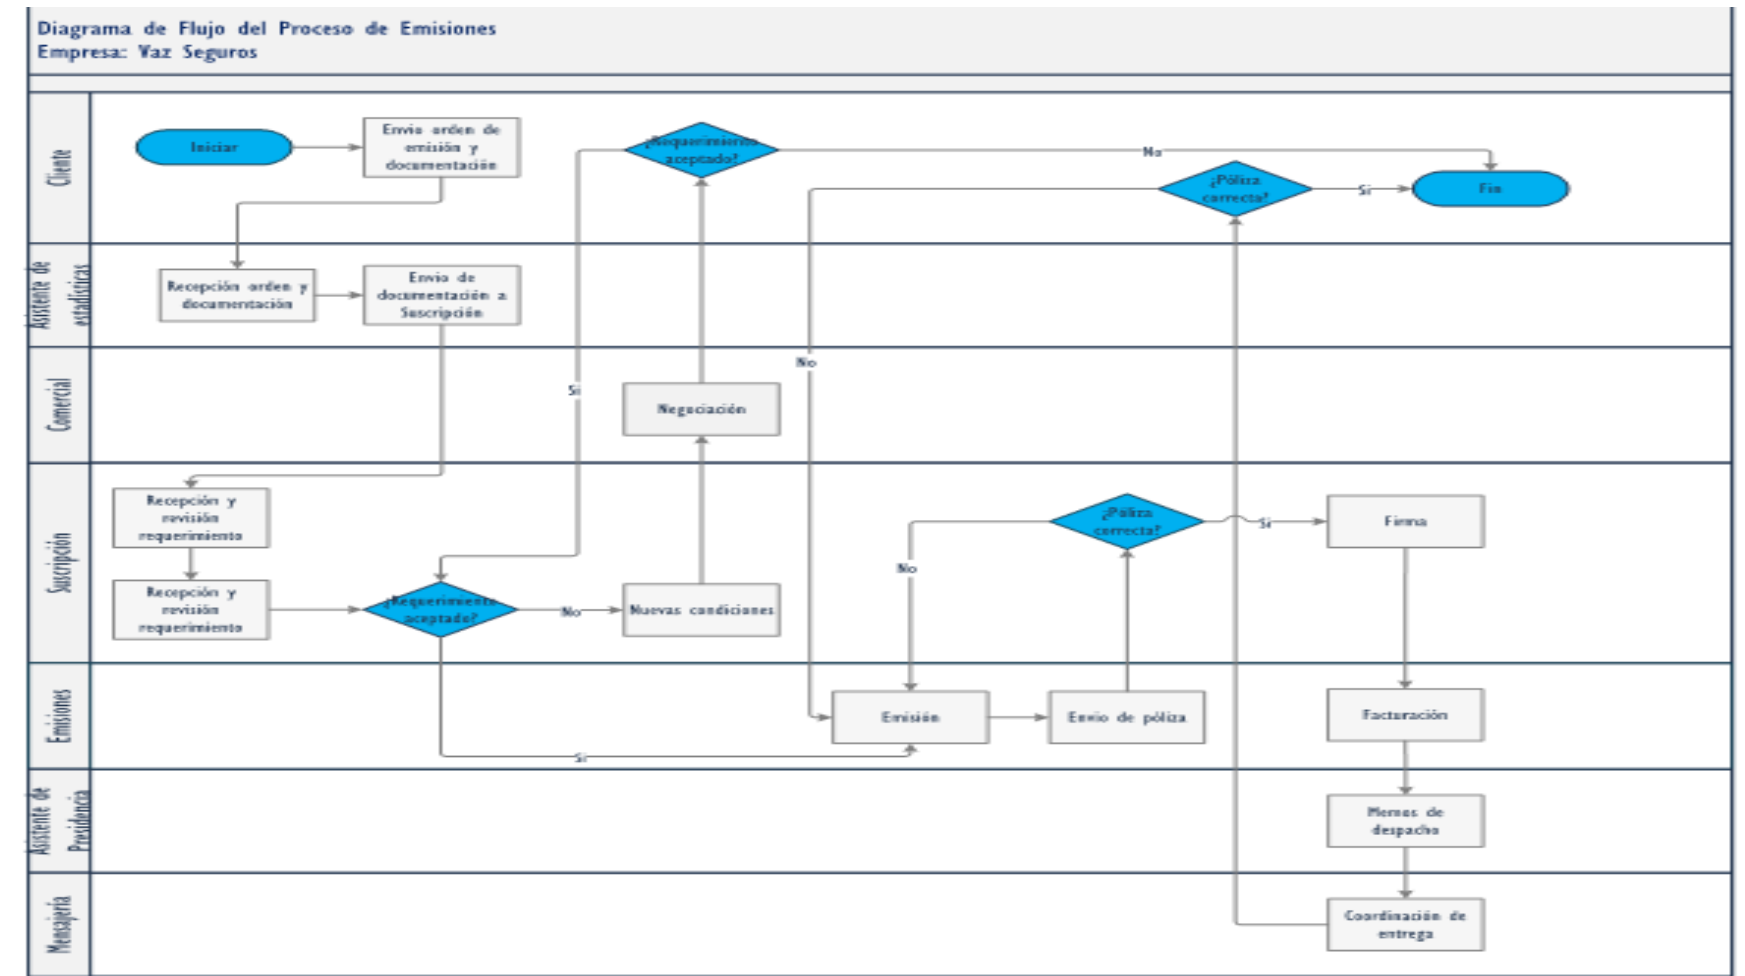 Diagrama de Flujo del Proceso de Emisiones
Empresa: Vaz Seguros
Cliente
Iniciar
Envio orden de
emisión y
documentación
¿Requerimiento
aceptado?
No
¿Póliza
correcta?
Si
Fin
Asistente de
estadísticas
Recepción orden y
documentación
Envio de
documentación a
Suscripción
Comercial
Si
Negociación
No
Suscripción
Recepción y
revisión
requerimiento
Recepción y
revisión
requerimiento
¿Requerimiento
aceptado?
No
Nuevas condiciones
No
¿Póliza
correcta?
Si
Firma
Emisiones
Si
Emisión
Envio de póliza
Facturación
Asistente de
Presidencia
Memos de
despacho
Mensajería
Coordinación de
entrega